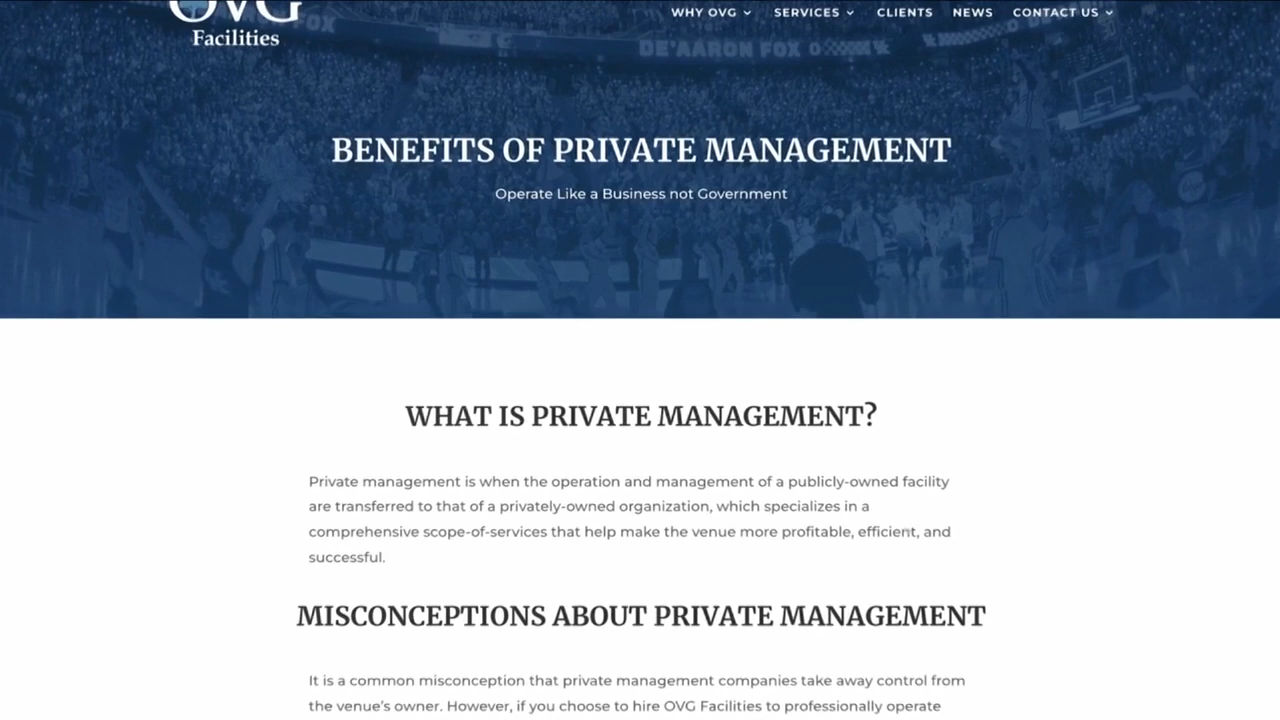 OVG
Facilities
WHY OVG
SERVICES
CLIENTS
NEWS
CONTACT US
FOX
DE'AARON FOX 0
BENEFITS OF PRIVATE MANAGEMENT
Operate Like a Business not Government
WHAT IS PRIVATE MANAGEMENT?
Private management is when the operation and management of a publicly-owned facility
are transferred to that of a privately-owned organization, which specializes in a
comprehensive scope-of-services that help make the venue more profitable, efficient, and
successful.
MISCONCEPTIONS ABOUT PRIVATE MANAGEMENT
It is a common misconception that private management companies take away control from
the venue's owner. However, if you choose to hire OVG Facilities to professionally operate